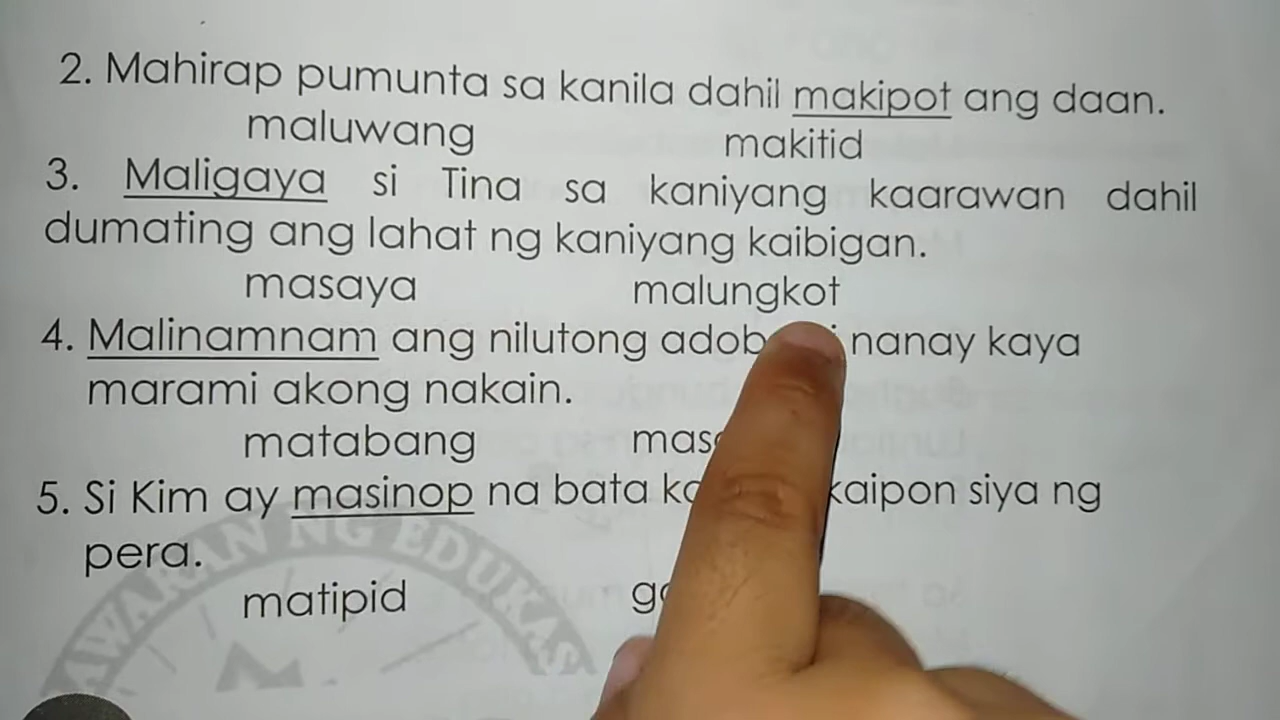 2. Mahirap pumunta sa kanila dahil makipot ang daan.
maluwang makitid
3. Maligaya si Tina sa kaniyang kaarawan dahil
dumating ang lahat ng kaniyang kaibigan.
masaya malungkot
4. Malinamnam ang nilutong nanay kaya
marami akong nakain.
matabang
5. Si Kim ay masinop na bata siya ng
pera.
matipid
NG